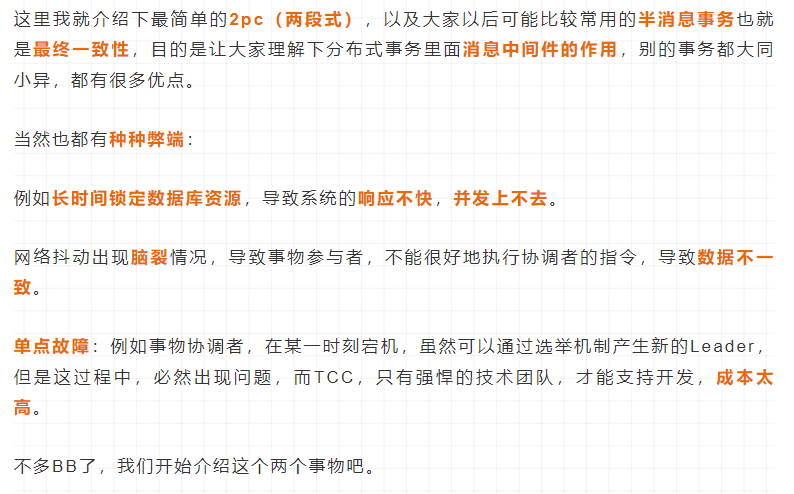 这里我就介绍下最简单的2pc（两段式），以及大家以后可能比较常用的半消息事务也就
是最终一致性，目的是让大家理解下分布式事务里面消息中间件的作用，别的事务都大同
小异，都有很多优点。
当然也都有种种弊端：
例如长时间锁定数据库资源，导致系统的响应不快，并发上不去。
网络抖动出现脑裂情况，导致事物参与者，不能很好地执行协调者的指令，导致数据不一
致。
单点故障：例如事物协调者，在某一时刻宕机，虽然可以通过选举机制产生新的Leader，
但是这过程中，必然出现问题，而TCC，只有强悍的技术团队，才能支持开发，成本太
高。
不多BB了，我们开始介绍这个两个事物吧。